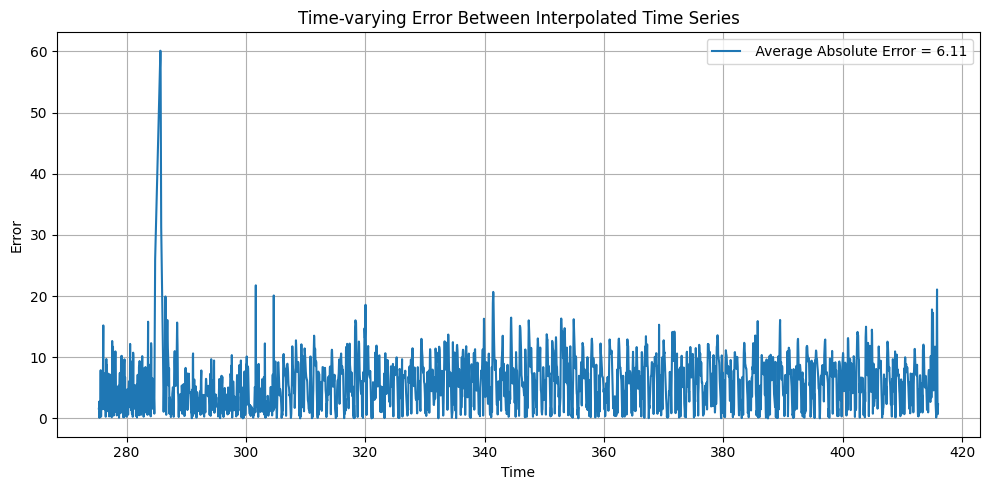 Time-varying Error Between Interpolated Time Series
Average Absolute Error = 6.11
Error
60
50
40
30
20
10
0
280 300 320 340 360 380 400 420
Time